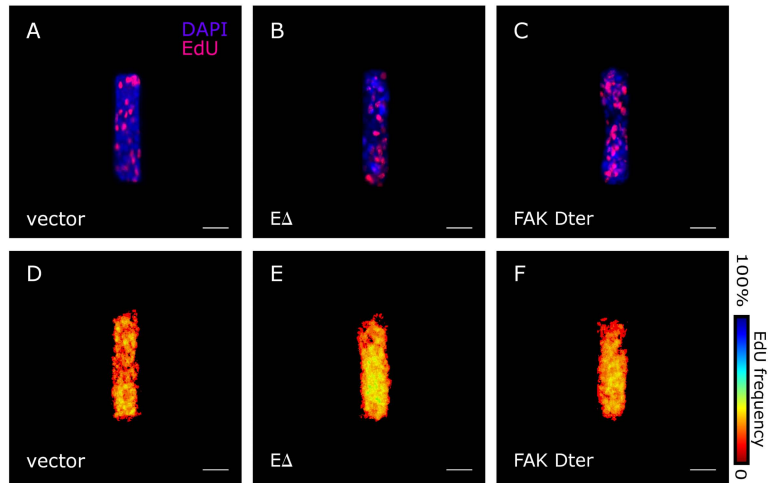 A
DAPI
EdU
vector
B
EΔ
C
FAK Dter
D
vector
E
EΔ
F
FAK Dter
100%
EdU frequency
0